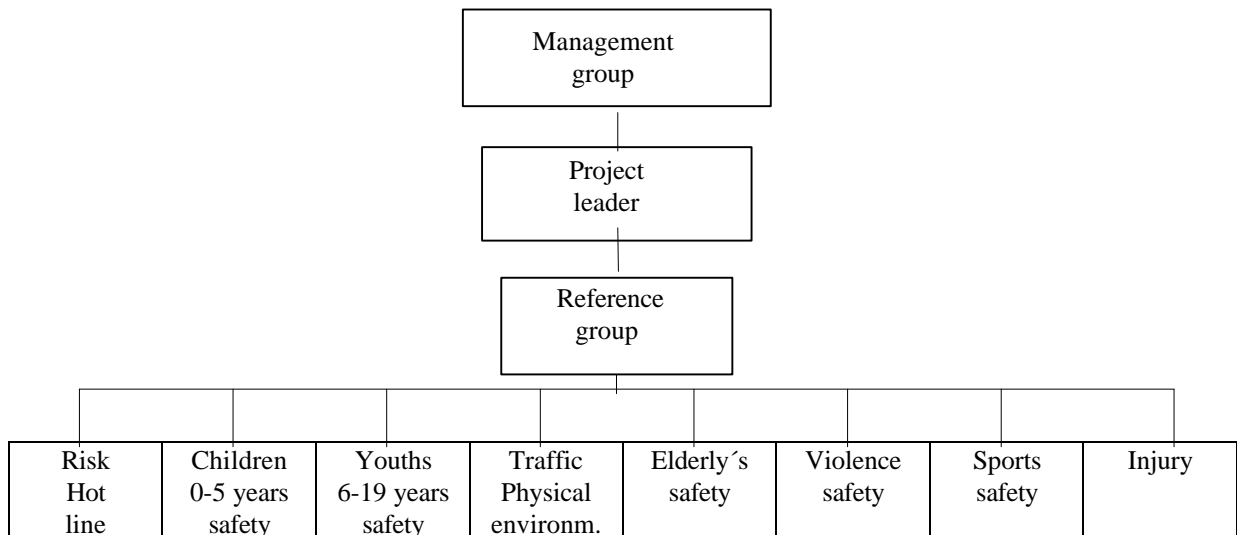 Management
group
Project
leader
Reference
group
Risk
Hot
line
Children
0-5 years
safety
Youths
6-19 years
safety
Traffic
Physical
environm.
Elderly´s
safety
Violence
safety
Sports
safety
Injury